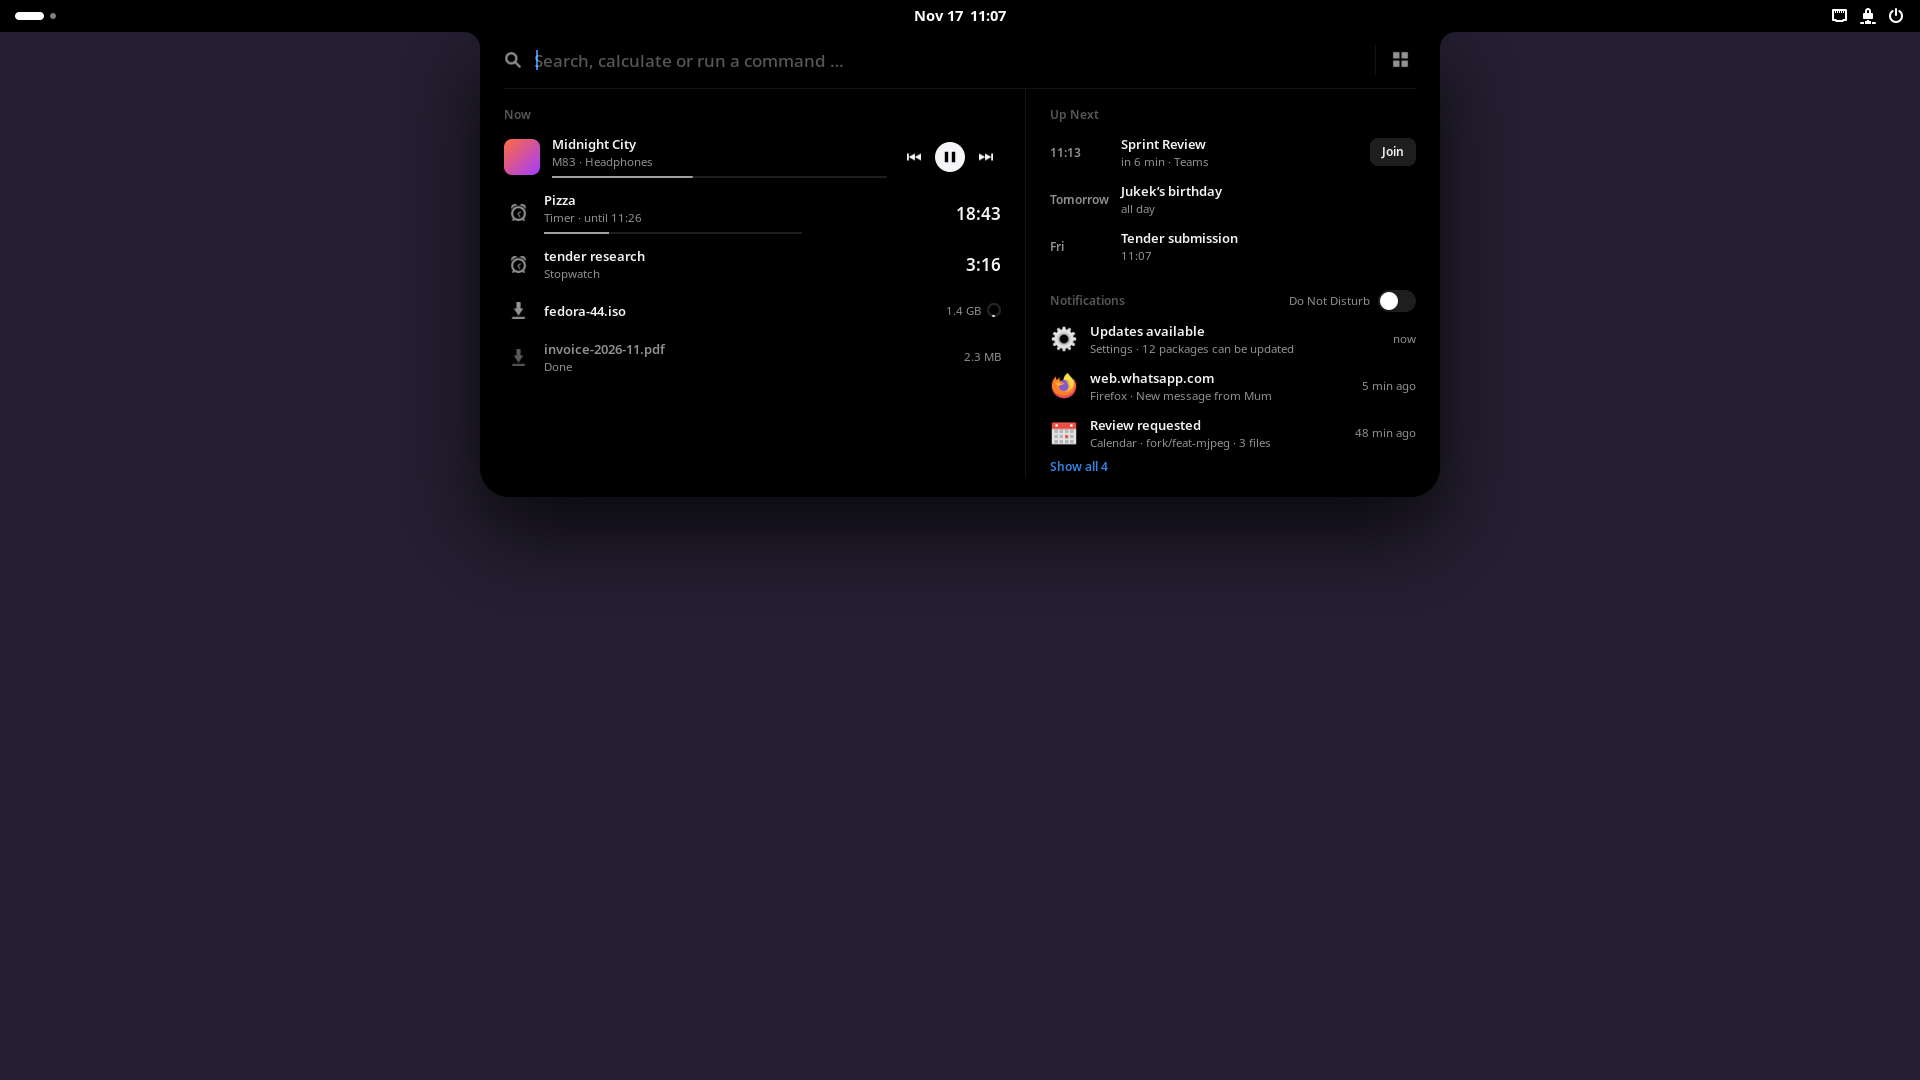 Nov 17 11:07
Search, calculate or run a command ...
Now
Midnight City
M83 · Headphones
Pizza
Timer · until 11:26
18:43
tender research
Stopwatch
3:16
fedora-44.iso
1.4 GB
invoice-2026-11.pdf
Done
2.3 MB
Up Next
11:13
Sprint Review
in 6 min · Teams
Join
Tomorrow
Jukek’s birthday
all day
Fri
Tender submission
11:07
Notifications
Do Not Disturb
Updates available
Settings · 12 packages can be updated
now
web.whatsapp.com
Firefox · New message from Mum
5 min ago
Review requested
Calendar · fork/feat-mjpeg · 3 files
48 min ago
Show all 4